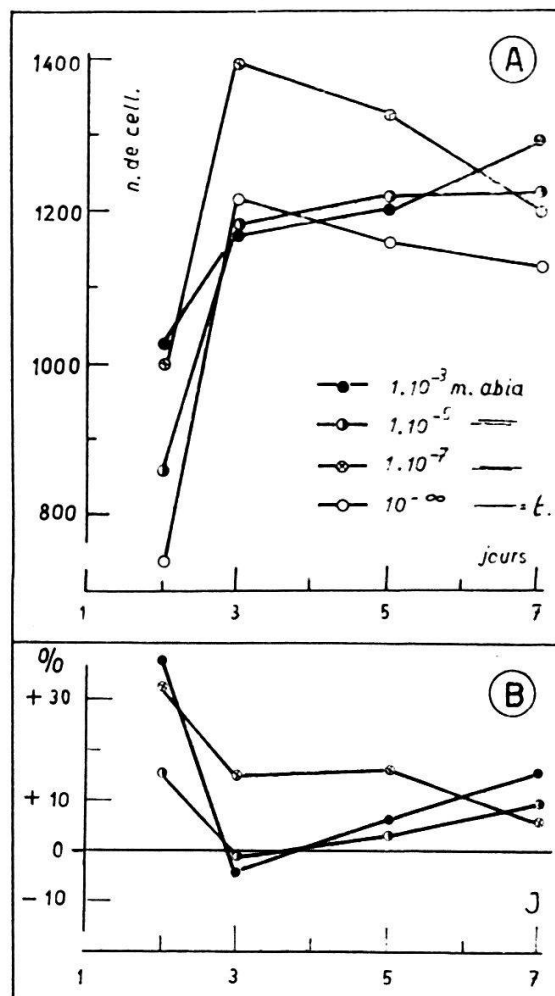 1400
A
n. de cell.
1200
1000
1.10⁻³ m. abia
1.10⁻⁵
1.10⁻⁷
10⁻∞ = t.
800
jours
1 3 5 7
%
B
+ 30
+ 10
0
- 10
J
1 3 5 7